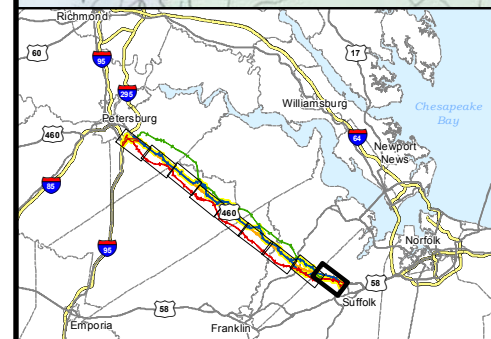 Richmond
60
95
17
295
Williamsburg
Chesapeake
Bay
Petersburg
460
64
Newport
News
85
460
95
Norfolk
58
Suffolk
58
Emporia
Franklin